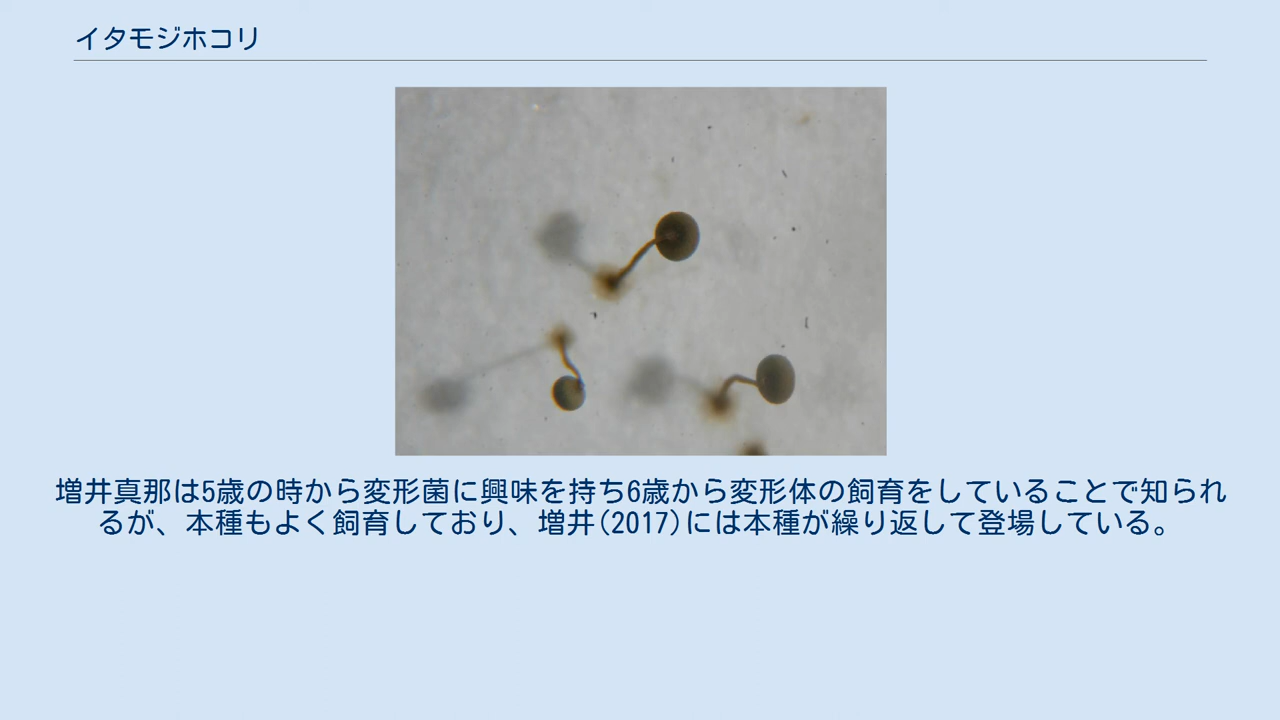 イタモジホコリ
増井真那は5歳の時から変形菌に興味を持ち6歳から変形体の飼育をしていることで知られ
るが、本種もよく飼育しており、増井(2017)には本種が繰り返して登場している。